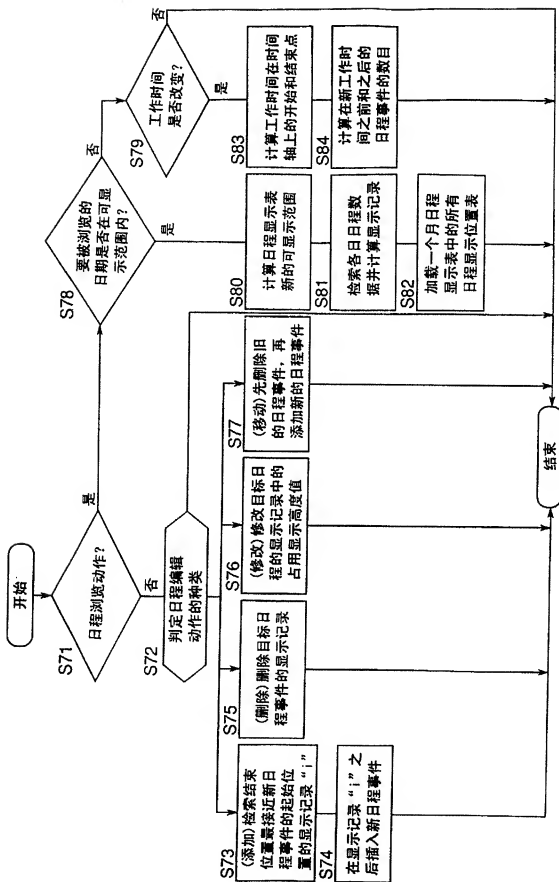 开始
S71
日程浏览动作?
是
否
S72
判定日程编辑
动作的种类
S73
(添加)检索结束
位置最接近新日
程事件的起始位
置的显示记录“i”
S74
在显示记录“i”之
后插入新日程事件
S75
(删除)删除目标日
程事件的显示记录
S76
(修改)修改目标日
程的显示记录中的
占用显示高度值
S77
(移动)先删除旧
的日程事件,再
添加新的日程事件
S78
要被浏览的
日期是否在可显
示范围内?
否
是
S80
计算日程显示表
新的可显示范围
S81
检索各日日程数
据并计算显示记录
S82
加载一个月日程
显示表中的所有
日程显示位置表
S79
工作时间
是否改变?
否
是
S83
计算工作时间在时间
轴上的开始和结束点
S84
计算在新工作时
间之前和之后的
日程事件的数目
结束